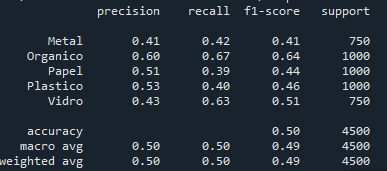 precision recall f1-score support
Metal 0.41 0.42 0.41 750
Organico 0.60 0.67 0.64 1000
Papel 0.51 0.39 0.44 1000
Plastico 0.53 0.40 0.46 1000
Vidro 0.43 0.63 0.51 750
accuracy 0.50 4500
macro avg 0.50 0.50 0.49 4500
weighted avg 0.50 0.50 0.49 4500